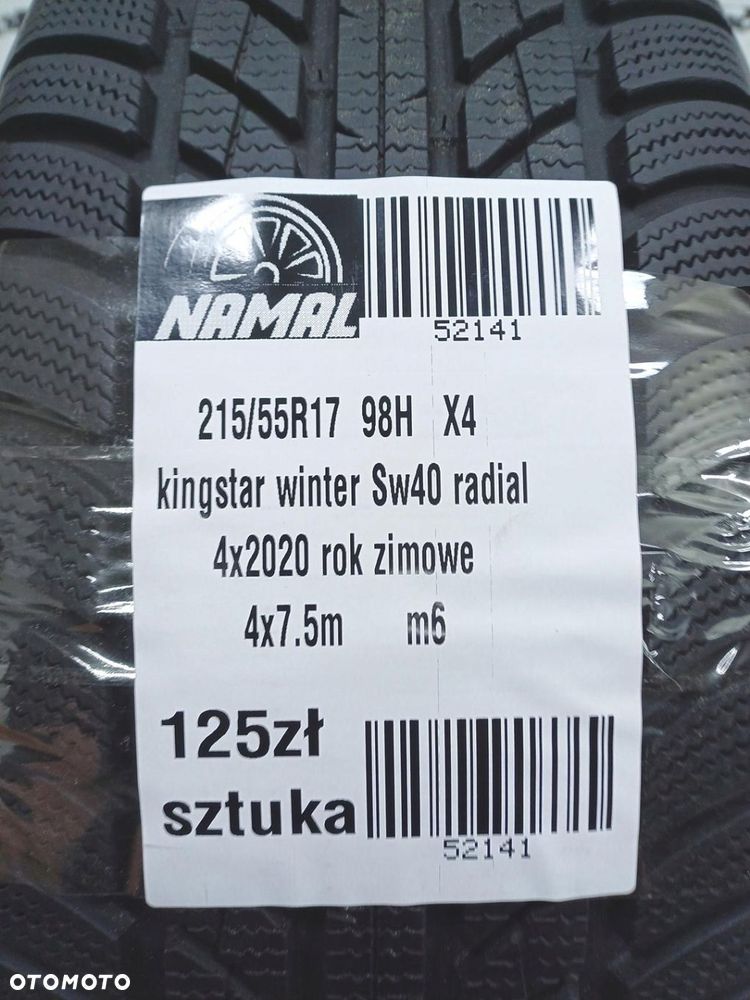 NAMAL
52141
215/55R17 98H X4
kingstar winter Sw40 radial
4x2020 rok zimowe
4x7.5m m6
125zł
sztuka
52141
OTOMOTO